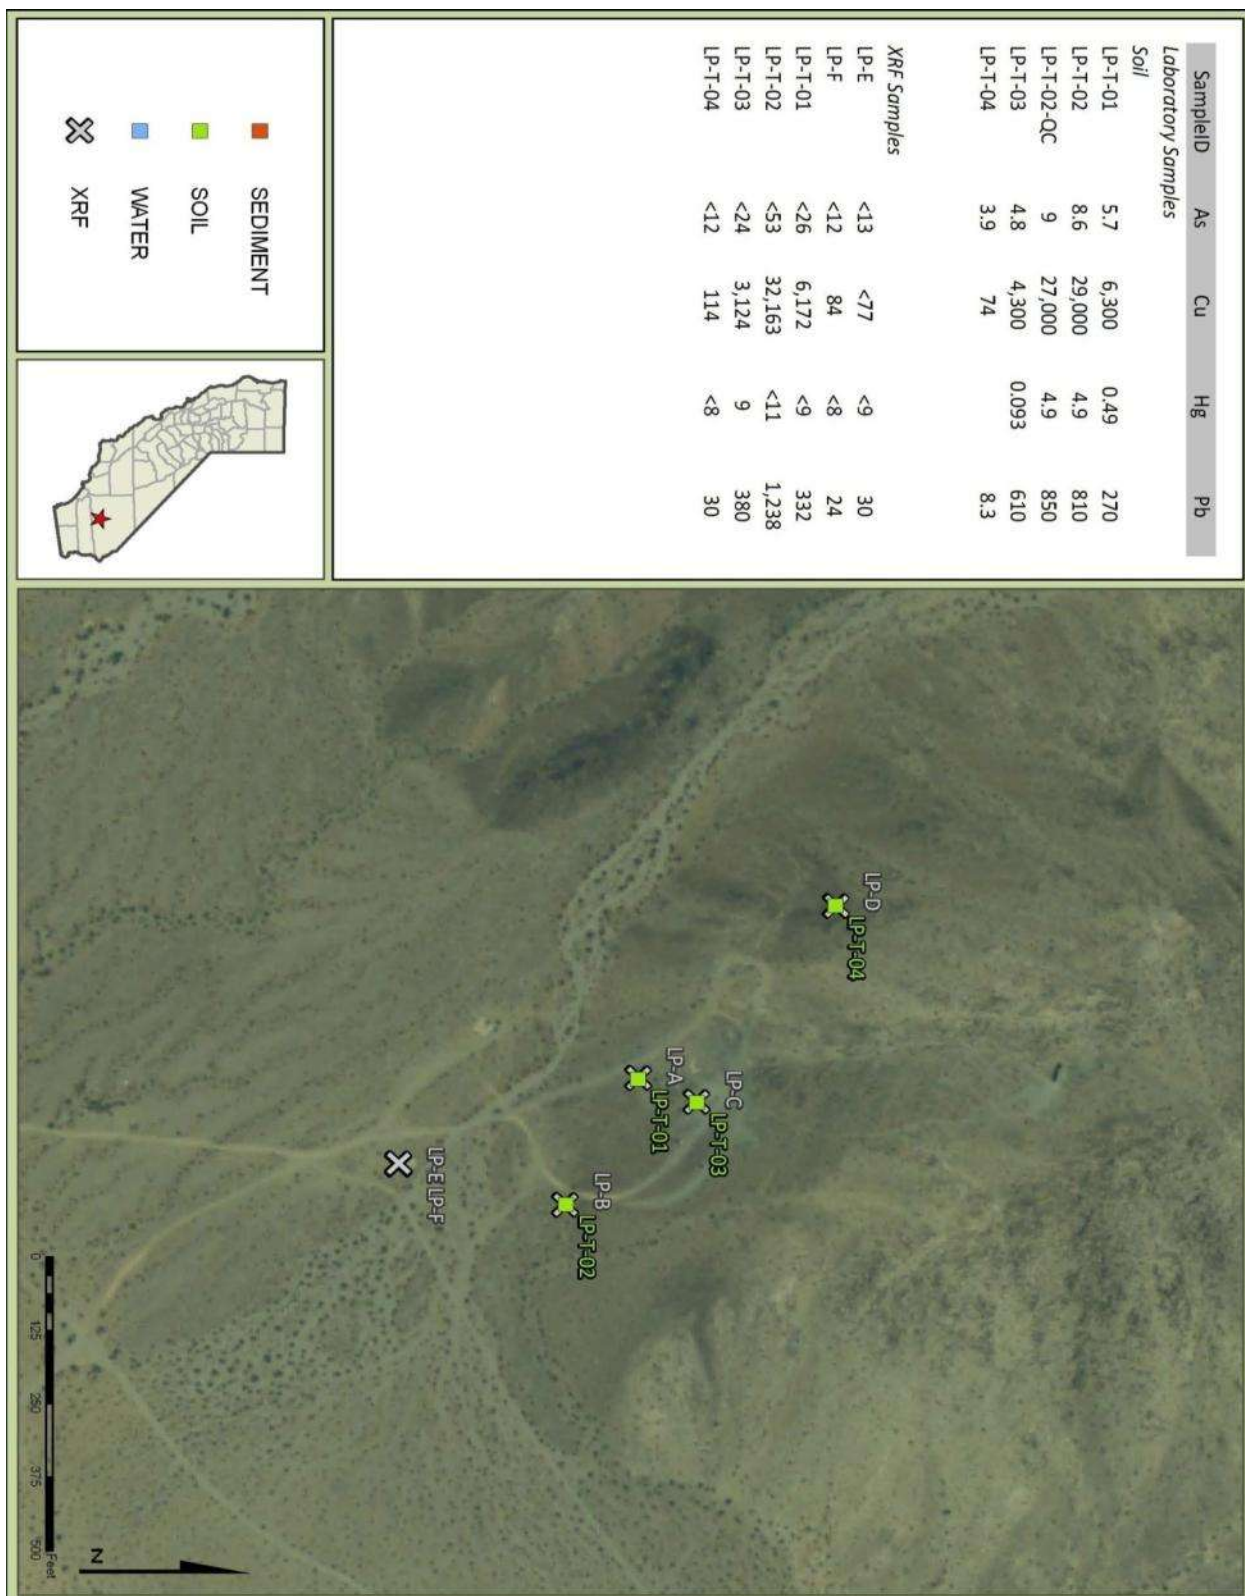 SampleID As Cu Hg Pb
Laboratory Samples
Soil
LP-T-01 5.7 6,300 0.49 270
LP-T-02 8.6 29,000 4.9 810
LP-T-02-QC 9 27,000 4.9 850
LP-T-03 4.8 4,300 0.093 610
LP-T-04 3.9 74 8.3
XRF Samples
LP-E <13 <77 <9 30
LP-F <12 84 <8 24
LP-T-01 <26 6,172 <9 332
LP-T-02 <53 32,163 <11 1,238
LP-T-03 <24 3,124 9 380
LP-T-04 <12 114 <8 30
SEDIMENT
SOIL
WATER
XRF
LP-D
LP-T-04
LP-C
LP-T-03
LP-A
LP-T-01
LP-B
LP-T-02
LP-E LP-F
0 125 250 375 500
Feet
N